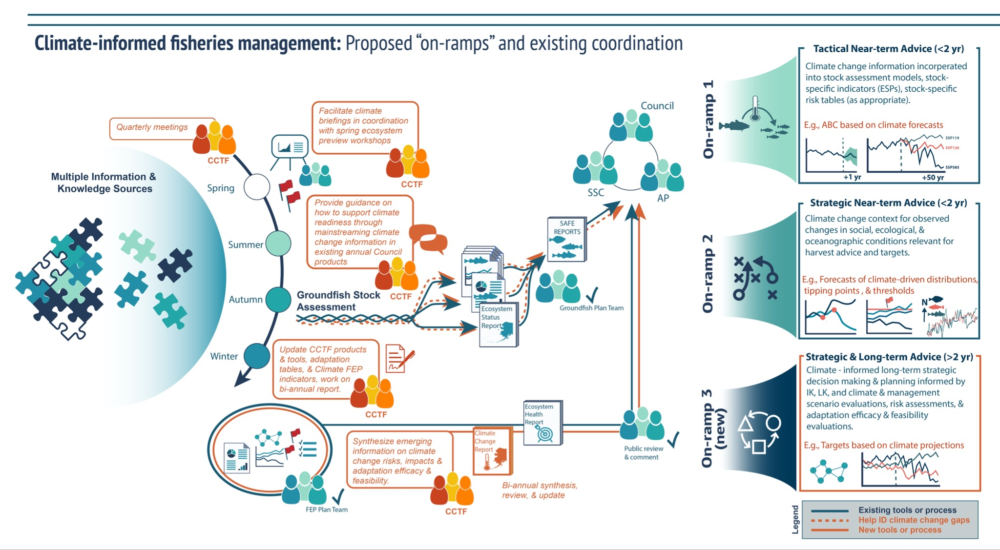 Climate-informed fisheries management: Proposed “on-ramps” and existing coordination
Quarterly meetings
CCTF
Multiple Information &
Knowledge Sources
Spring
Summer
Autumn
Winter
Facilitate climate
briefings in coordination
with spring ecosystem
preview workshops
CCTF
Provide guidance on
how to support climate
readiness through
mainstreaming climate
change information in
existing annual Council
products
CCTF
Groundfish Stock
Assessment
Ecosystem
Status
Report
SAFE
REPORTS
Groundfish Plan Team
Council
SSC
AP
Update CCTF products
& tools, adaptation
tables, & Climate FEP
indicators, work on
bi-annual report.
CCTF
FEP Plan Team
Synthesize emerging
information on climate
change risks, impacts &
adaptation efficacy &
feasibility.
CCTF
Climate
Change
Report
Ecosystem
Health
Report
Bi-annual synthesis,
review, & update
Public review
& comment
On-ramp 1
Tactical Near-term Advice (<2 yr)
Climate change information incorperated
into stock assessment models, stock-
specific indicators (ESPs), stock-specific
risk tables (as appropriate).
E.g., ABC based on climate forecasts
+1 yr
SSP119
SSP126
SSP585
+50 yr
On-ramp 2
Strategic Near-term Advice (<2 yr)
Climate change context for observed
changes in social, ecological, &
oceanographic conditions relevant for
harvest advice and targets.
E.g., Forecasts of climate-driven distributions,
tipping points , & thresholds
N
On-ramp 3
(new)
Strategic & Long-term Advice (>2 yr)
Climate - informed long-term strategic
decision making & planning informed by
IK, LK, and climate & management
scenario evaluations, risk assessments, &
adaptation efficacy & feasibility
evaluations.
E.g., Targets based on climate projections
Legend
Existing tools or process
Help ID climate change gaps
New tools or process